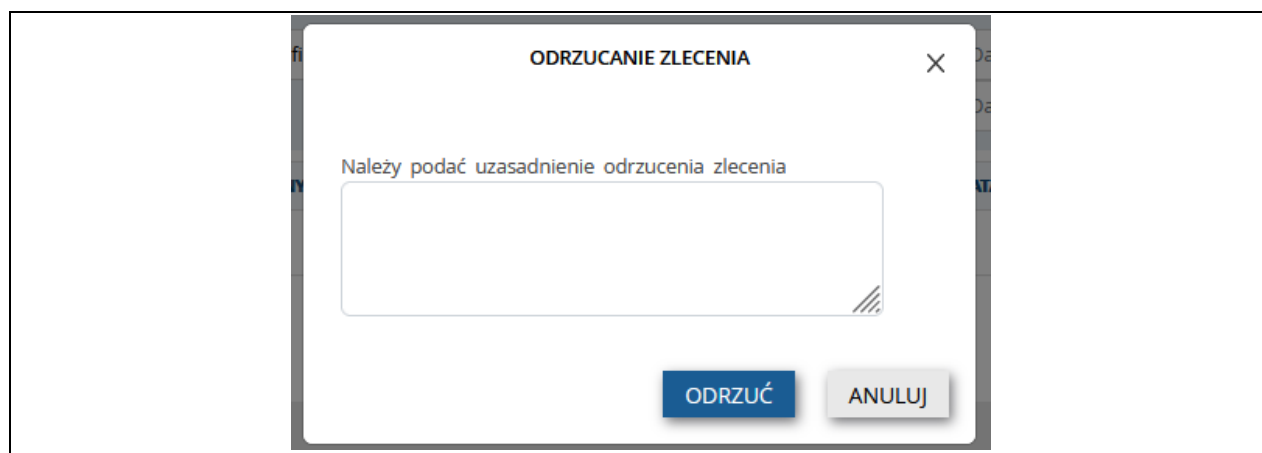 ODRZUCANIE ZLECENIA
Należy podać uzasadnienie odrzucenia zlecenia
ODRZUĆ
ANULUJ